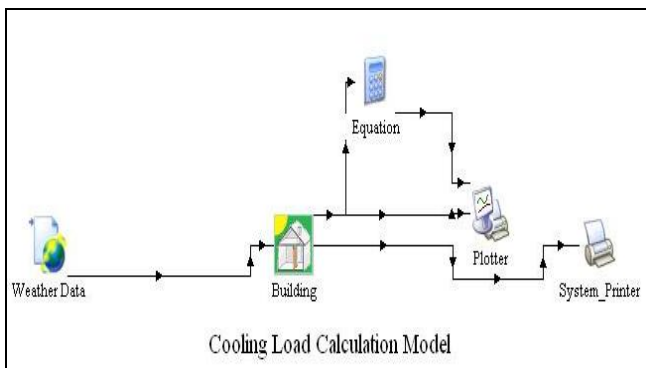 Equation
Plotter
Weather Data
Building
System_Printer
Cooling Load Calculation Model